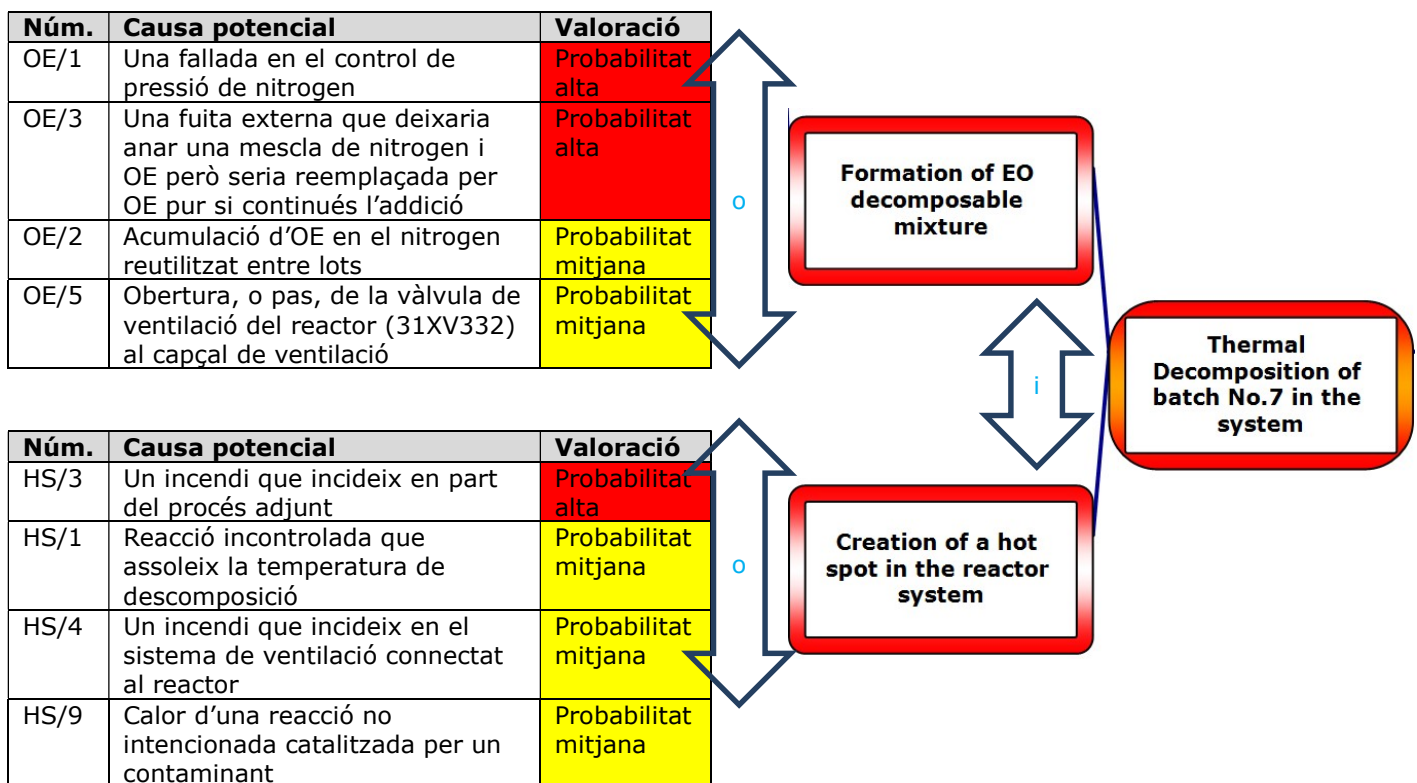 Núm. Causa potencial Valoració
OE/1 Una fallada en el control de Probabilitat
pressió de nitrogen alta
OE/3 Una fuita externa que deixaria Probabilitat
anar una mescla de nitrogen i alta
OE però seria reemplaçada per
OE pur si continués l'addició
OE/2 Acumulació d'OE en el nitrogen Probabilitat
reutilitzat entre lots mitjana
OE/5 Obertura, o pas, de la vàlvula de Probabilitat
ventilació del reactor (31XV332) mitjana
al capçal de ventilació
o
Formation of EO
decomposable
mixture
Núm. Causa potencial Valoració
HS/3 Un incendi que incideix en part Probabilitat
del procés adjunt alta
HS/1 Reacció incontrolada que Probabilitat
assoleix la temperatura de mitjana
descomposició
HS/4 Un incendi que incideix en el Probabilitat
sistema de ventilació connectat mitjana
al reactor
HS/9 Calor d'una reacció no Probabilitat
intencionada catalitzada per un mitjana
contaminant
o
Creation of a hot
spot in the reactor
system
i
Thermal
Decomposition of
batch No.7 in the
system